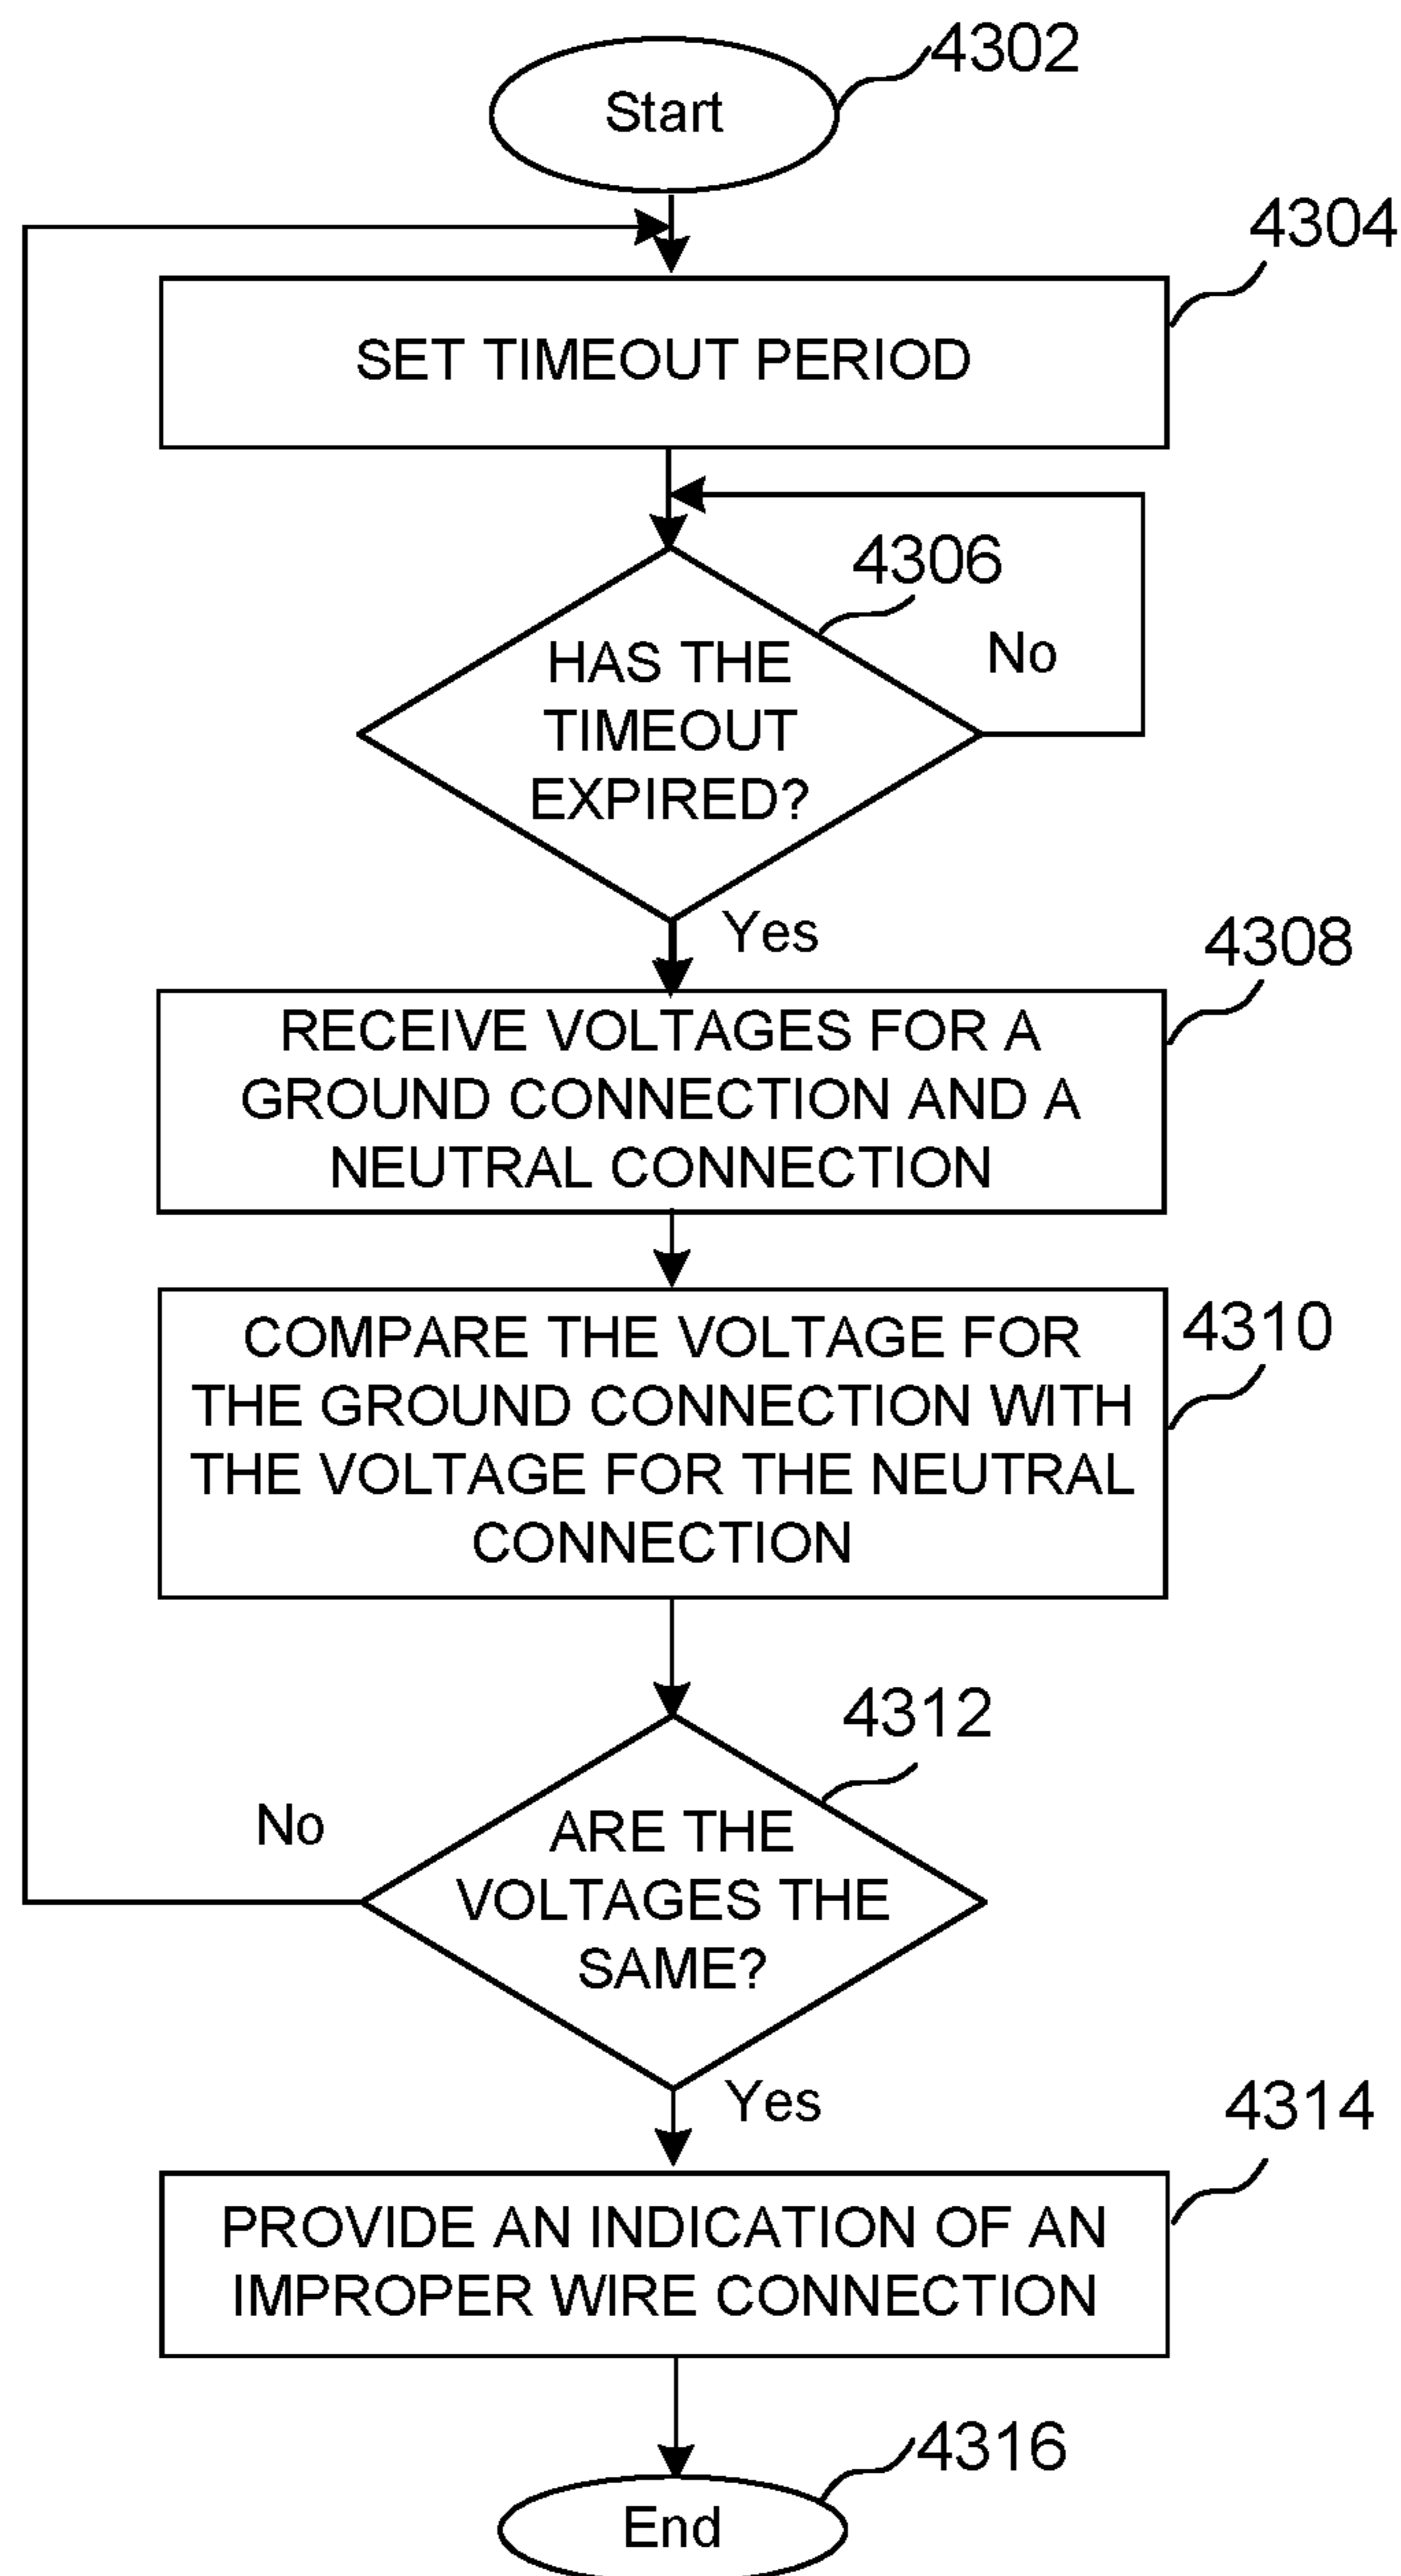 4302
Start
4304
SET TIMEOUT PERIOD
4306
HAS THE
TIMEOUT
EXPIRED?
No
Yes
4308
RECEIVE VOLTAGES FOR A
GROUND CONNECTION AND A
NEUTRAL CONNECTION
4310
COMPARE THE VOLTAGE FOR
THE GROUND CONNECTION WITH
THE VOLTAGE FOR THE NEUTRAL
CONNECTION
4312
No
ARE THE
VOLTAGES THE
SAME?
Yes
4314
PROVIDE AN INDICATION OF AN
IMPROPER WIRE CONNECTION
4316
End